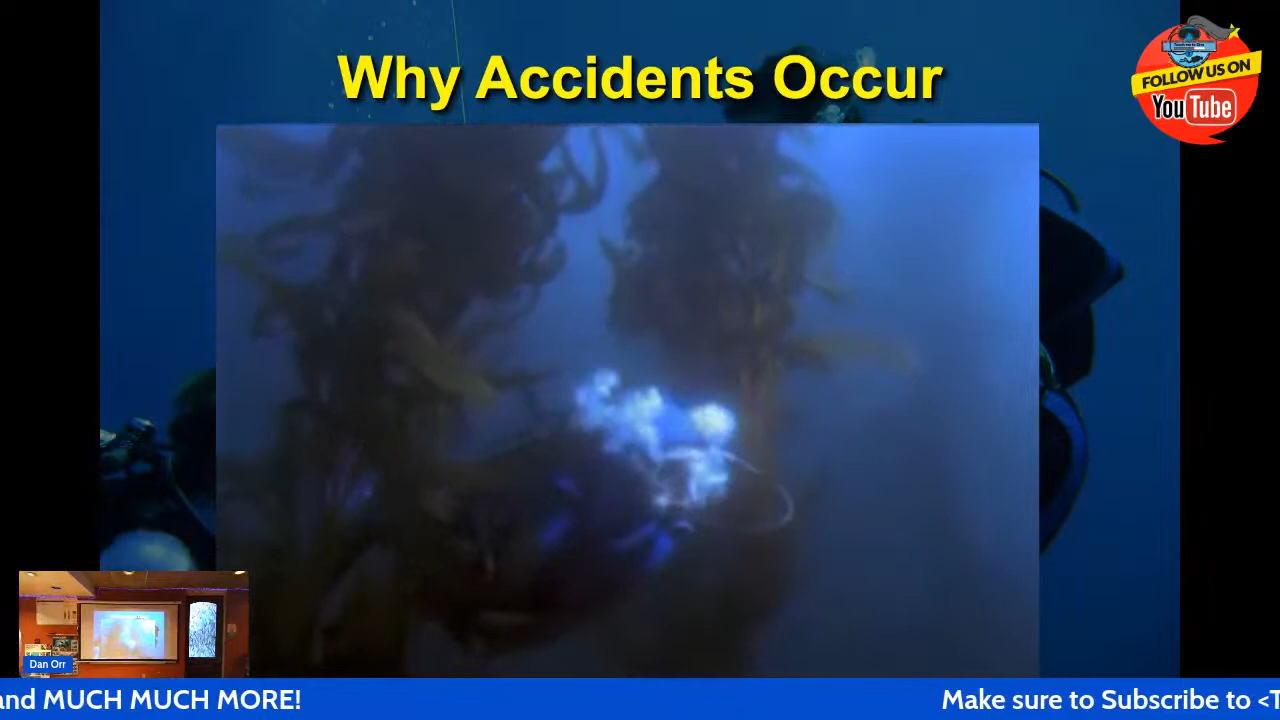 Why Accidents Occur
FOLLOW US ON
YouTube
Dan Orr
and MUCH MUCH MORE!
Make sure to Subscribe to <T